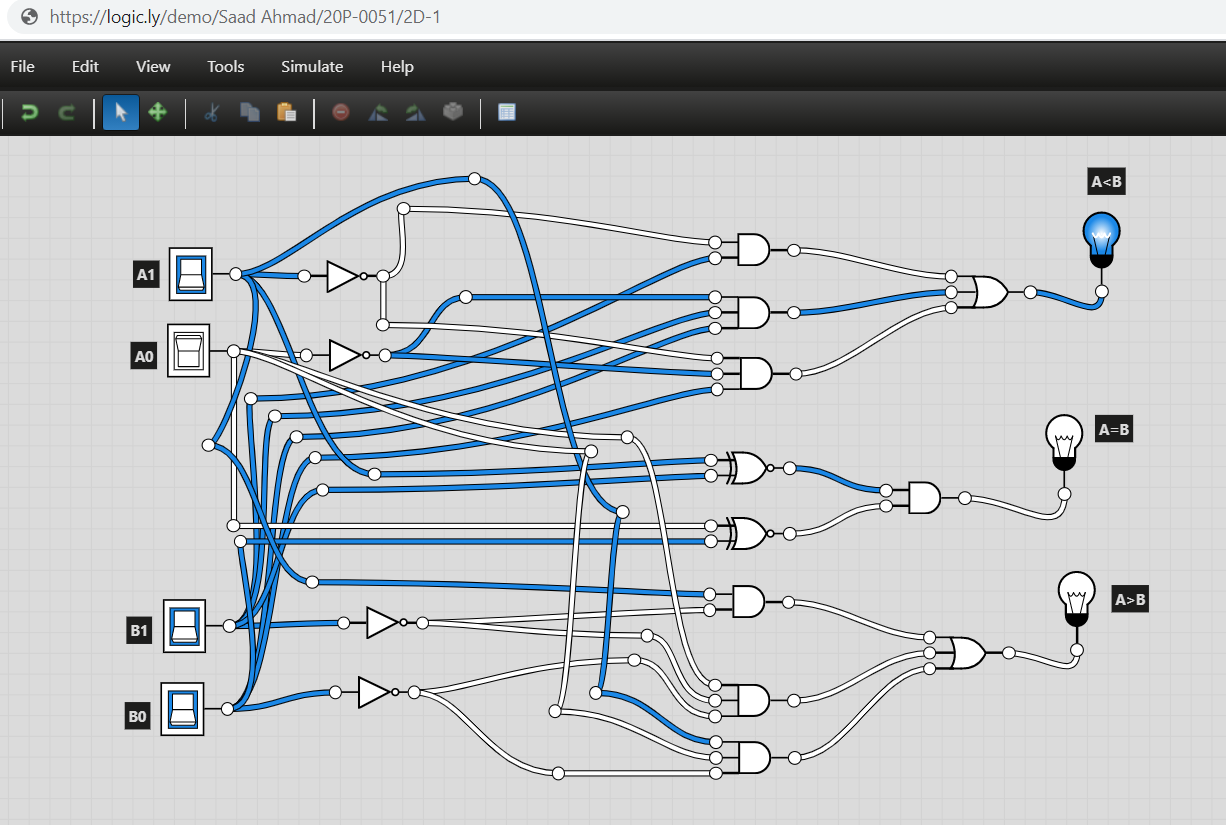 https://logic.ly/demo/Saad Ahmad/20P-0051/2D-1
File Edit View Tools Simulate Help
A<B
A1
A0
A=B
B1
A>B
B0